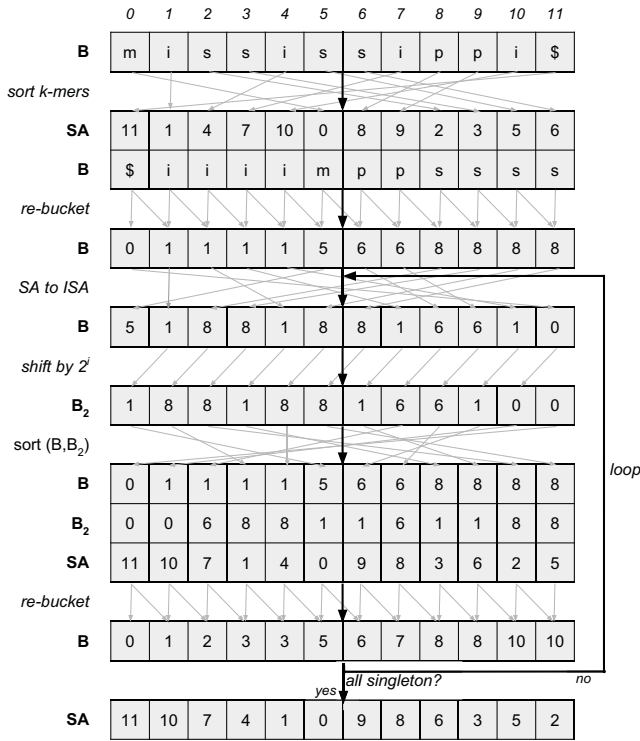 0 1 2 3 4 5 6 7 8 9 10 11
B m i s s i s s i p p i $
sort k-mers
SA 11 1 4 7 10 0 8 9 2 3 5 6
B $ i i i i m p p s s s s
re-bucket
B 0 1 1 1 1 5 6 6 8 8 8 8
SA to ISA
B 5 1 8 8 1 8 8 1 6 6 1 0
shift by 2^i
B₂ 1 8 8 1 8 8 1 6 6 1 0 0
sort (B,B₂)
loop
B 0 1 1 1 1 5 6 6 8 8 8 8
B₂ 0 0 6 8 8 1 1 6 1 1 8 8
SA 11 10 7 1 4 0 9 8 3 6 2 5
re-bucket
B 0 1 2 3 3 5 6 7 8 8 10 10
all singleton?
yes no
SA 11 10 7 4 1 0 9 8 6 3 5 2